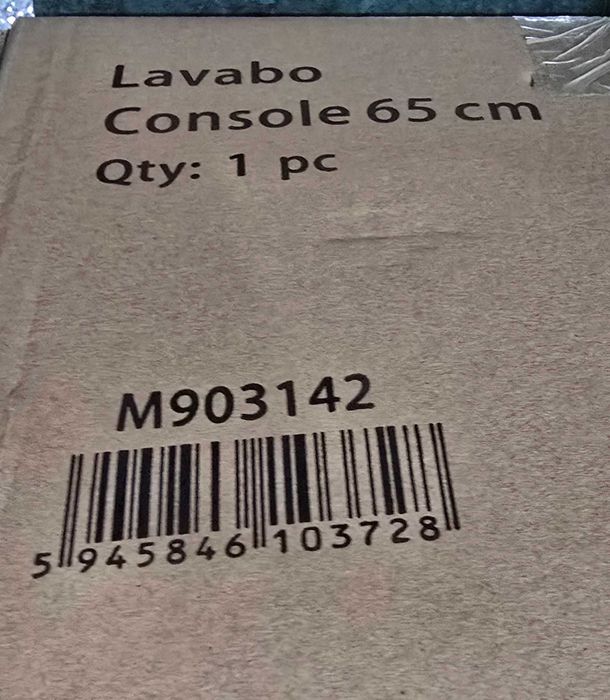 Lavabo
Console 65 cm
Qty: 1 pc
M903142
5 945846 103728